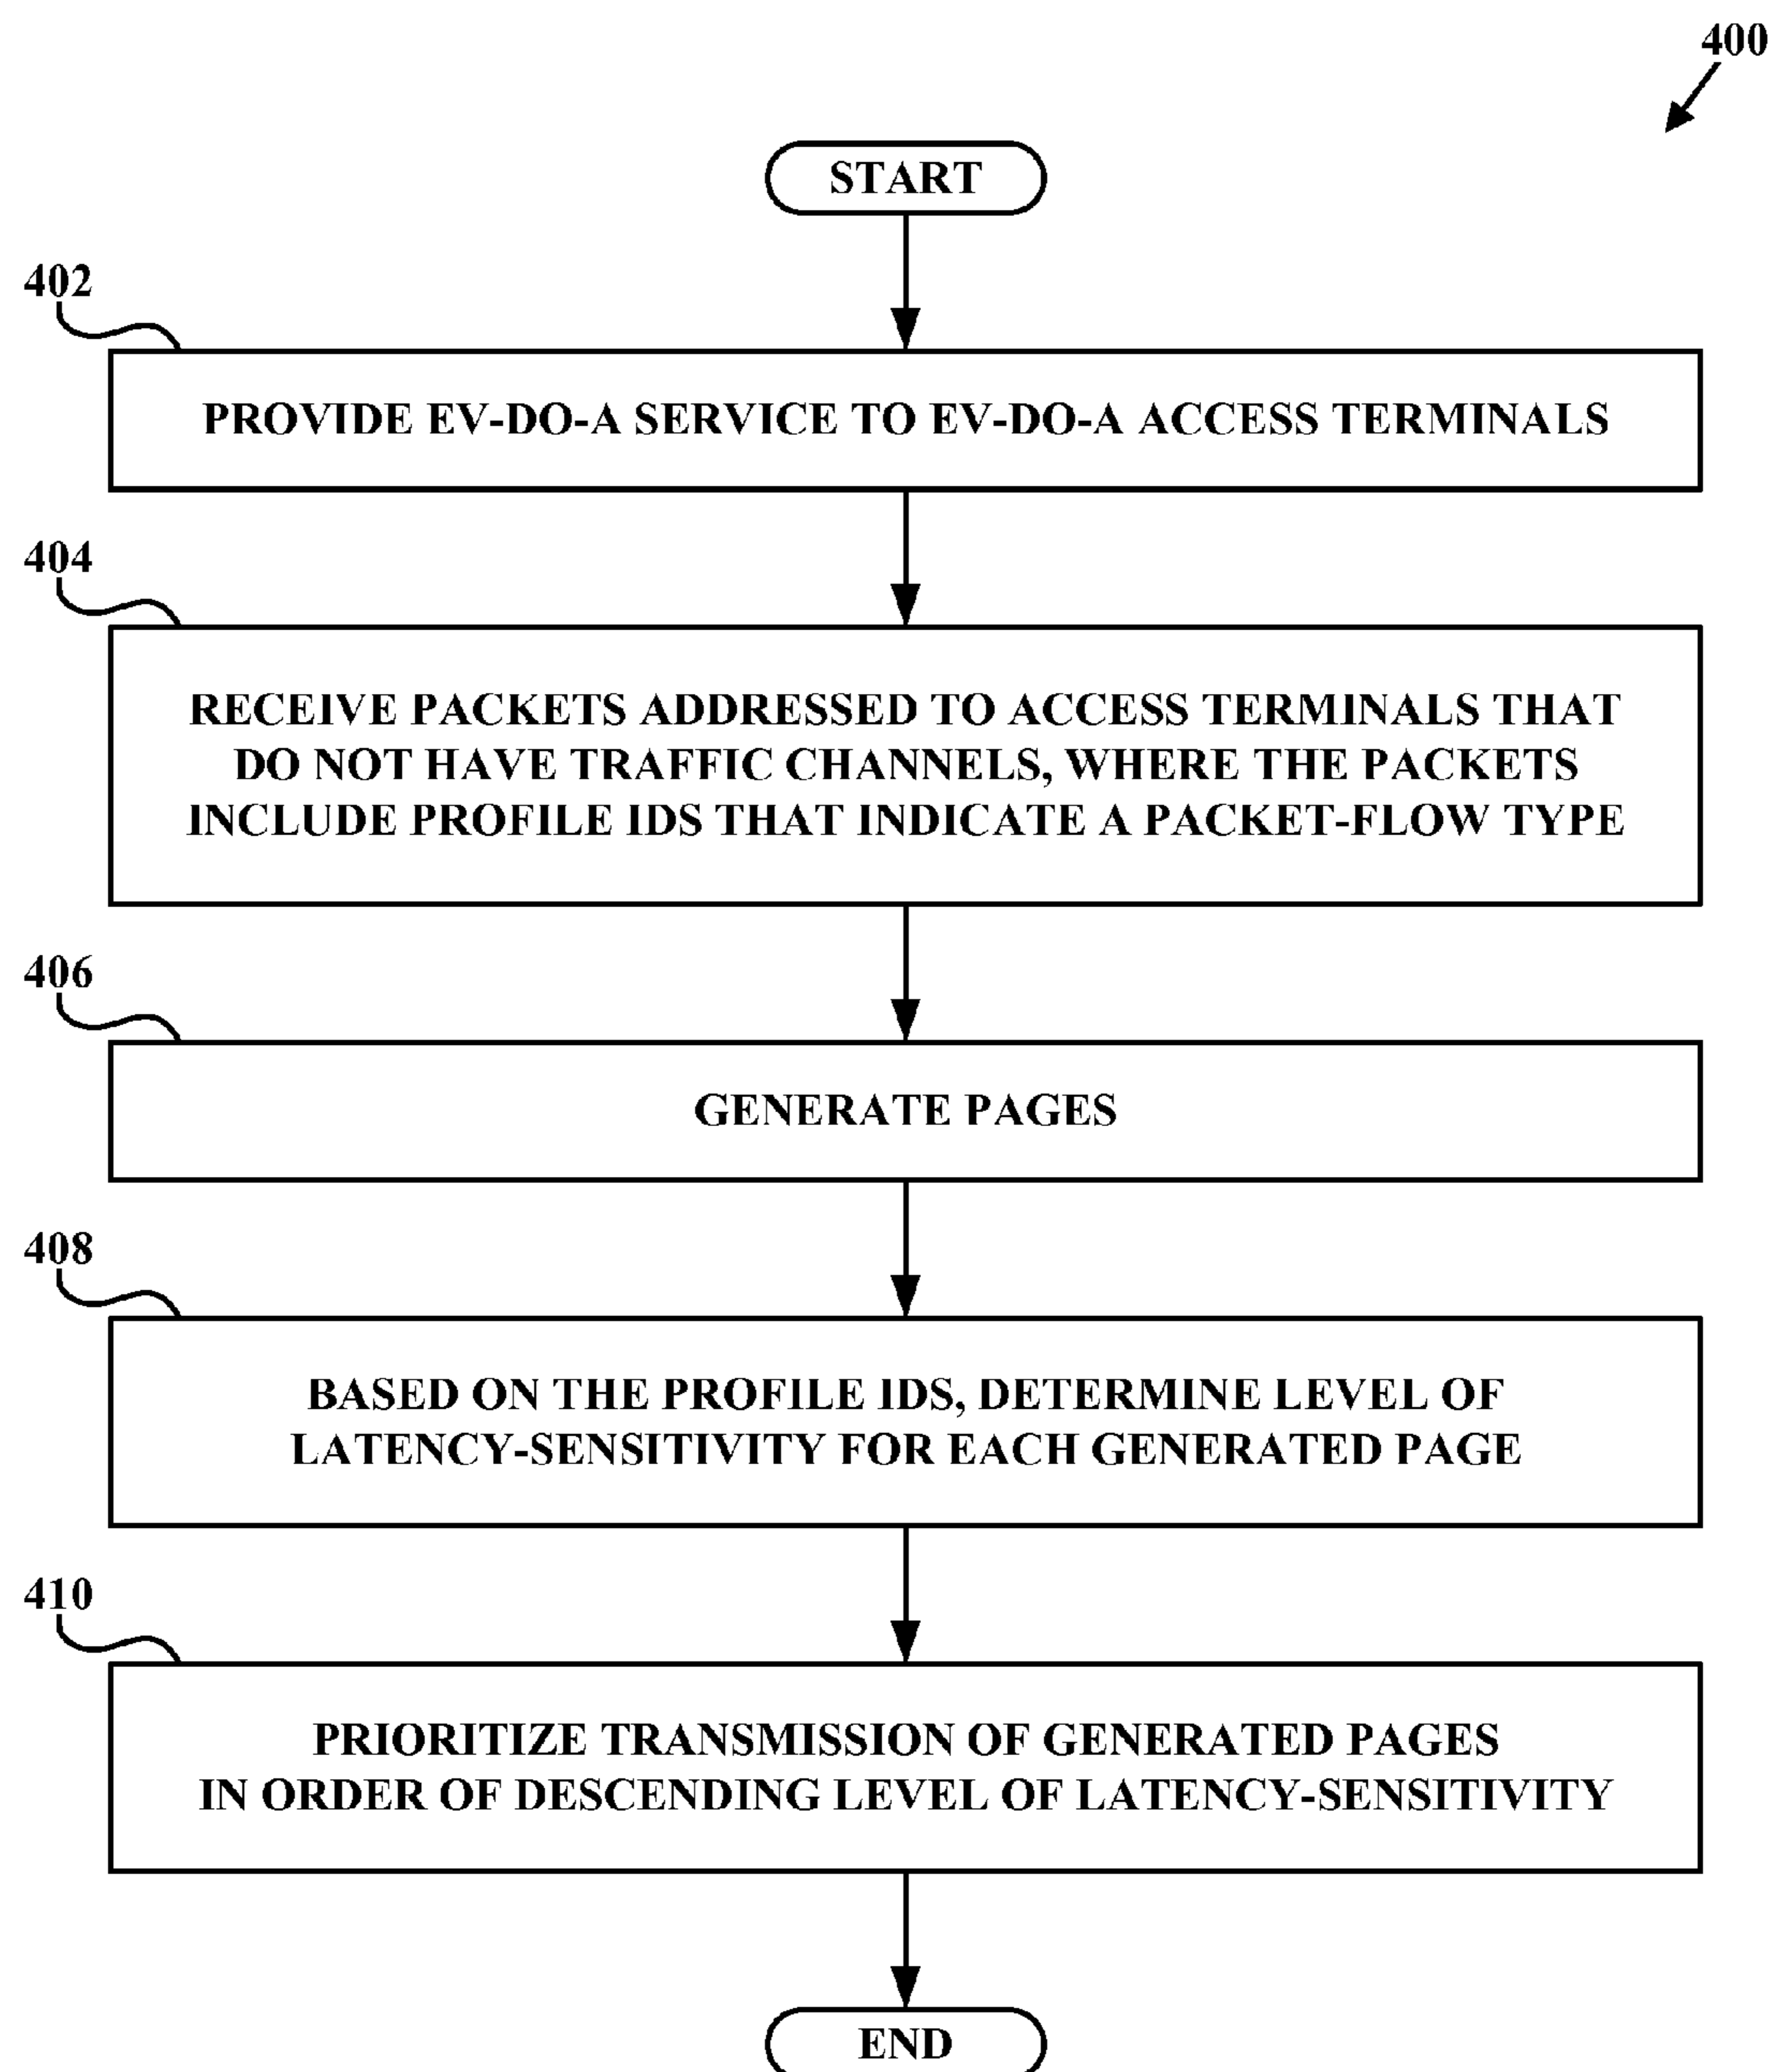 400
START
402
PROVIDE EV-DO-A SERVICE TO EV-DO-A ACCESS TERMINALS
404
RECEIVE PACKETS ADDRESSED TO ACCESS TERMINALS THAT
DO NOT HAVE TRAFFIC CHANNELS, WHERE THE PACKETS
INCLUDE PROFILE IDS THAT INDICATE A PACKET-FLOW TYPE
406
GENERATE PAGES
408
BASED ON THE PROFILE IDS, DETERMINE LEVEL OF
LATENCY-SENSITIVITY FOR EACH GENERATED PAGE
410
PRIORITIZE TRANSMISSION OF GENERATED PAGES
IN ORDER OF DESCENDING LEVEL OF LATENCY-SENSITIVITY
END